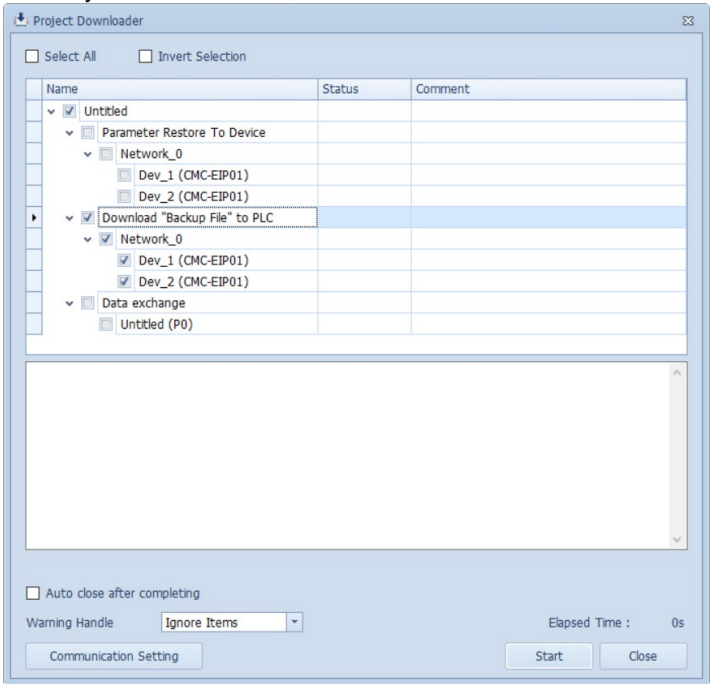 Project Downloader
Select All Invert Selection
Name Status Comment
Untitled
Parameter Restore To Device
Network_0
Dev_1 (CMC-EIP01)
Dev_2 (CMC-EIP01)
Download "Backup File" to PLC
Network_0
Dev_1 (CMC-EIP01)
Dev_2 (CMC-EIP01)
Data exchange
Untitled (P0)
Auto close after completing
Warning Handle Ignore Items Elapsed Time : 0s
Communication Setting Start Close